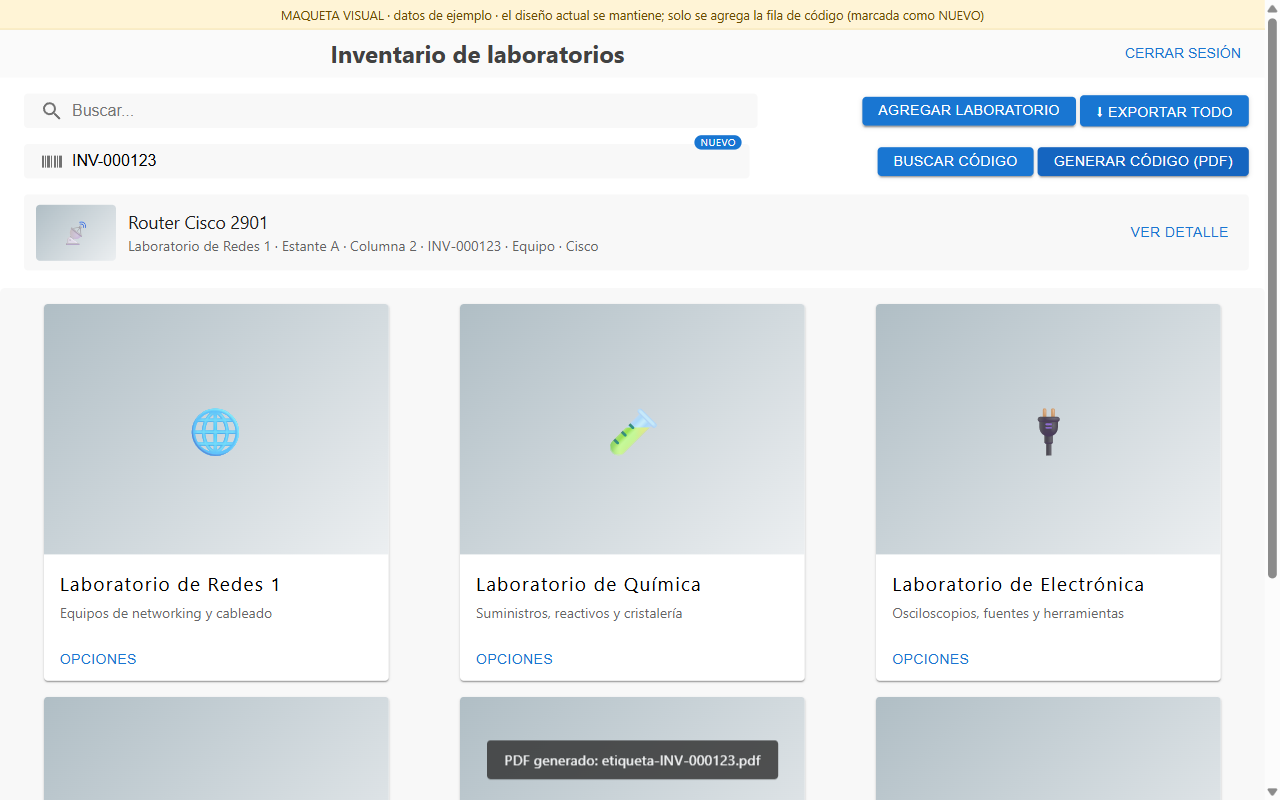 MAQUETA VISUAL · datos de ejemplo · el diseño actual se mantiene; solo se agrega la fila de código (marcada como NUEVO)
Inventario de laboratorios
CERRAR SESIÓN
Buscar...
AGREGAR LABORATORIO
⬇ EXPORTAR TODO
NUEVO
INV-000123
BUSCAR CÓDIGO
GENERAR CÓDIGO (PDF)
Router Cisco 2901
Laboratorio de Redes 1 · Estante A · Columna 2 · INV-000123 · Equipo · Cisco
VER DETALLE
Laboratorio de Redes 1
Equipos de networking y cableado
OPCIONES
Laboratorio de Química
Suministros, reactivos y cristalería
OPCIONES
Laboratorio de Electrónica
Osciloscopios, fuentes y herramientas
OPCIONES
PDF generado: etiqueta-INV-000123.pdf